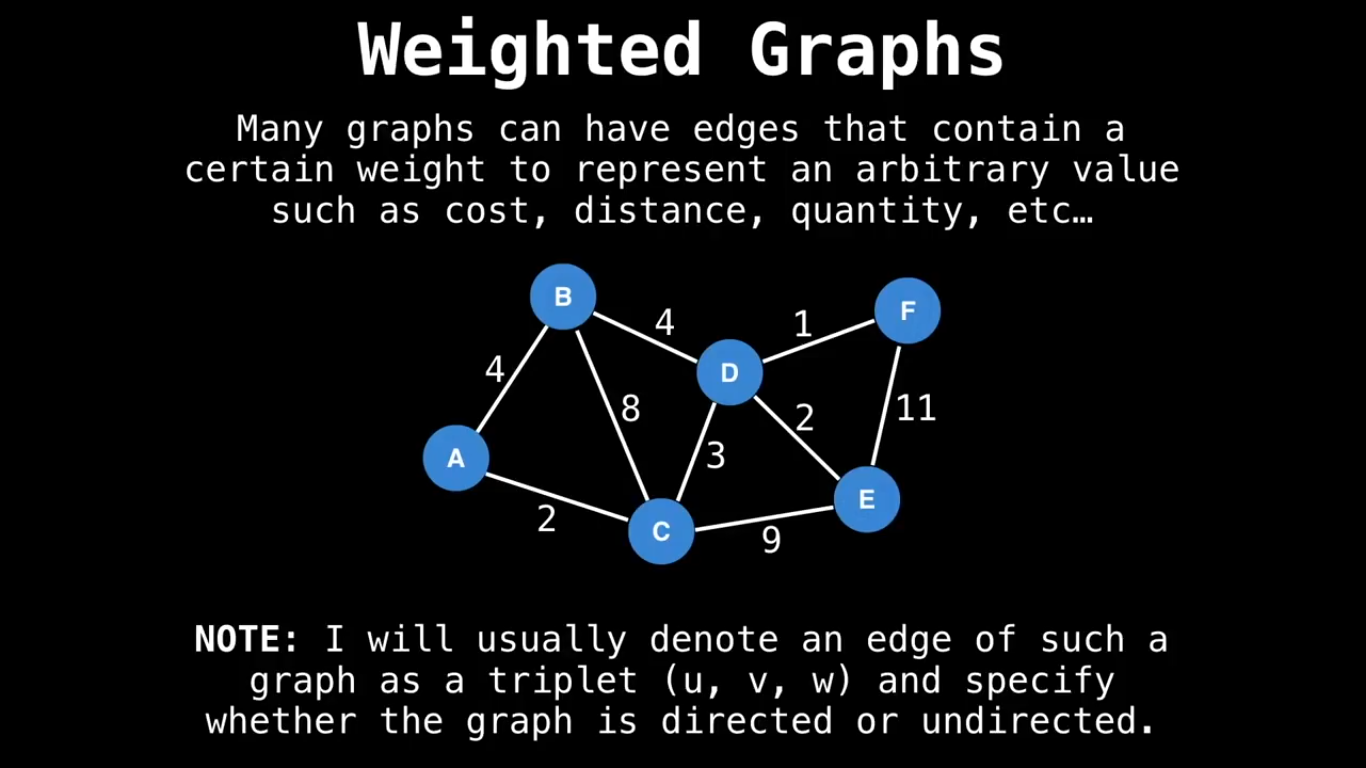 Weighted Graphs
Many graphs can have edges that contain a
certain weight to represent an arbitrary value
such as cost, distance, quantity, etc…
B
F
4
1
D
4
8
2
11
3
A
E
2
C
9
NOTE: I will usually denote an edge of such a
graph as a triplet (u, v, w) and specify
whether the graph is directed or undirected.